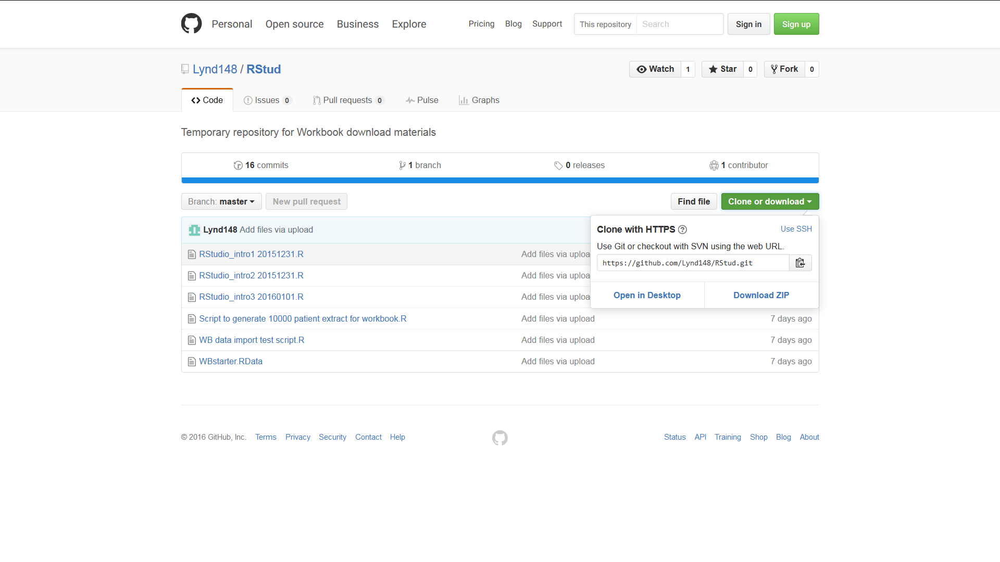 Personal Open source Business Explore Pricing Blog Support This repository Search Sign in Sign up
Lynd148 / RStud Watch 1 Star 0 Fork 0
Code Issues 0 Pull requests 0 Pulse Graphs
Temporary repository for Workbook download materials
16 commits 1 branch 0 releases 1 contributor
Branch: master New pull request Find file Clone or download
Lynd148 Add files via upload
Clone with HTTPS ? Use SSH
Use Git or checkout with SVN using the web URL.
https://github.com/Lynd148/RStud.git
Open in Desktop Download ZIP
RStudio_intro1 20151231.R Add files via uploa
RStudio_intro2 20151231.R Add files via uploa
RStudio_intro3 20160101.R Add files via uploa
Script to generate 10000 patient extract for workbook.R Add files via upload 7 days ago
WB data import test script.R Add files via upload 7 days ago
WBstarter.RData Add files via upload 7 days ago
© 2016 GitHub, Inc. Terms Privacy Security Contact Help Status API Training Shop Blog About